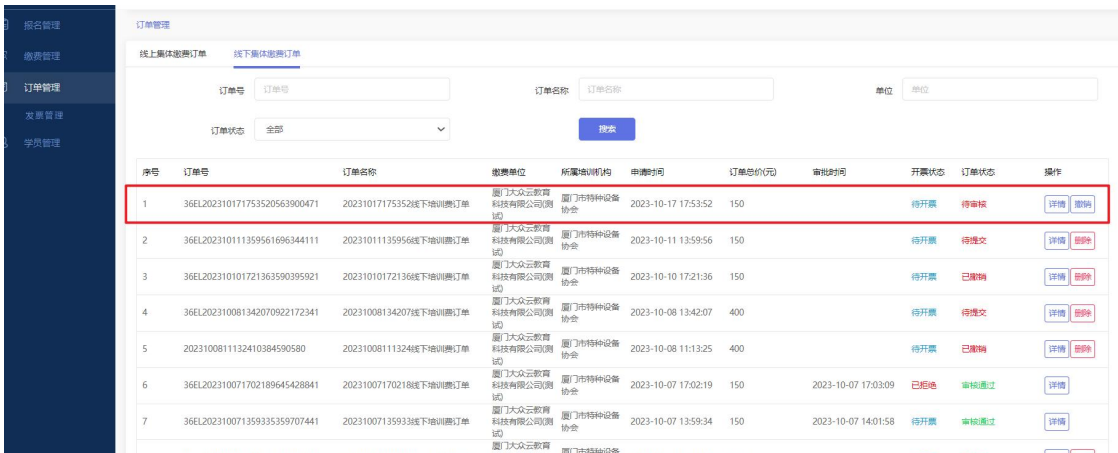 报名管理
缴费管理
订单管理
发票管理
学员管理
订单管理
线上集体缴费订单 线下集体缴费订单
订单号 订单号 订单名称 订单名称 单位 单位
订单状态 全部 搜索
序号 订单号 订单名称 缴费单位 所属培训机构 申请时间 订单总价(元) 审批时间 开票状态 订单状态 操作
1 36EL202310171753520563900471 20231017175352线下培训费订单 厦门大众云教育科技有限公司(测试) 厦门市特种设备协会 2023-10-17 17:53:52 150 待开票 待审核 详情 撤销
2 36EL202310111359561696344111 20231011135956线下培训费订单 厦门大众云教育科技有限公司(测试) 厦门市特种设备协会 2023-10-11 13:59:56 150 待开票 待提交 详情 删除
3 36EL202310101721363590395921 20231010172136线下培训费订单 厦门大众云教育科技有限公司(测试) 厦门市特种设备协会 2023-10-10 17:21:36 150 待开票 已撤销 详情 删除
4 36EL202310081342070922172341 20231008134207线下培训费订单 厦门大众云教育科技有限公司(测试) 厦门市特种设备协会 2023-10-08 13:42:07 400 待开票 待提交 详情 删除
5 2023100811132410384590580 20231008111324线下培训费订单 厦门大众云教育科技有限公司(测试) 厦门市特种设备协会 2023-10-08 11:13:25 400 待开票 已撤销 详情 删除
6 36EL202310071702189645428841 20231007170218线下培训费订单 厦门大众云教育科技有限公司(测试) 厦门市特种设备协会 2023-10-07 17:02:19 150 2023-10-07 17:03:09 已拒绝 审核通过 详情
7 36EL202310071359335359707441 20231007135933线下培训费订单 厦门大众云教育科技有限公司(测试) 厦门市特种设备协会 2023-10-07 13:59:34 150 2023-10-07 14:01:58 待开票 审核通过 详情
厦门大众云教育 厦门市特种设备